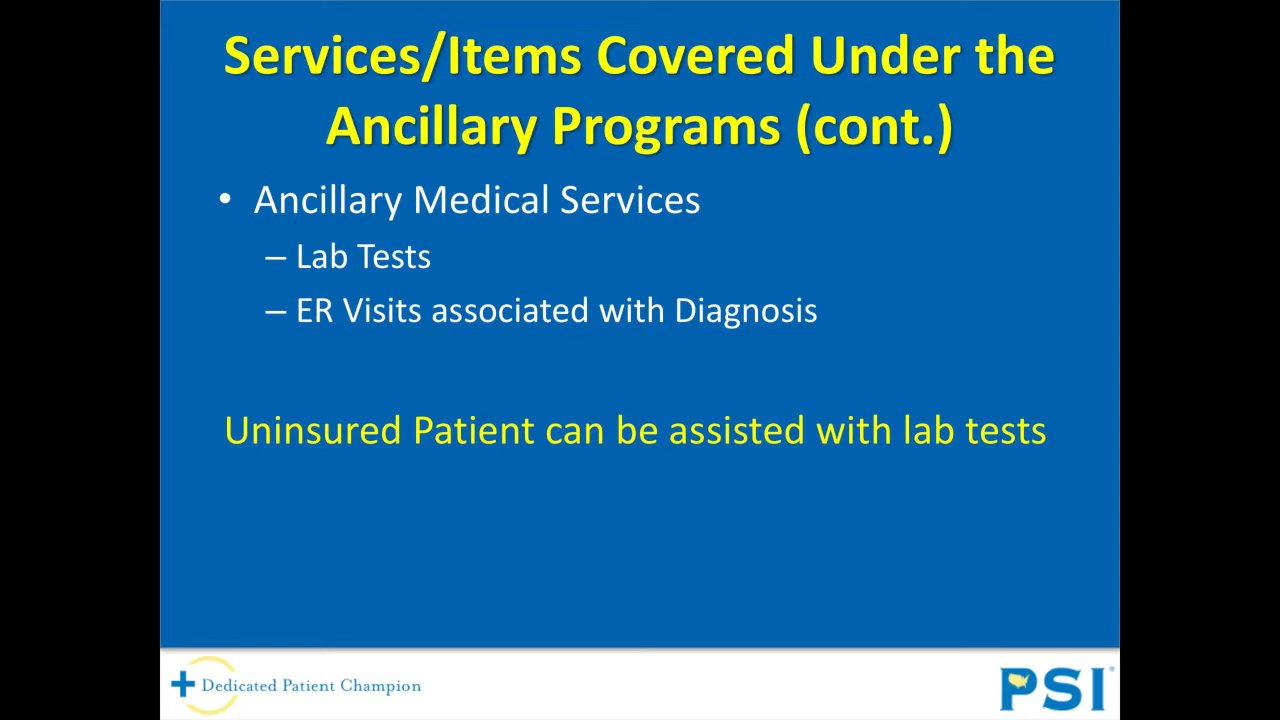 Services/Items Covered Under the
Ancillary Programs (cont.)
• Ancillary Medical Services
– Lab Tests
– ER Visits associated with Diagnosis
Uninsured Patient can be assisted with lab tests
Dedicated Patient Champion
PSI®